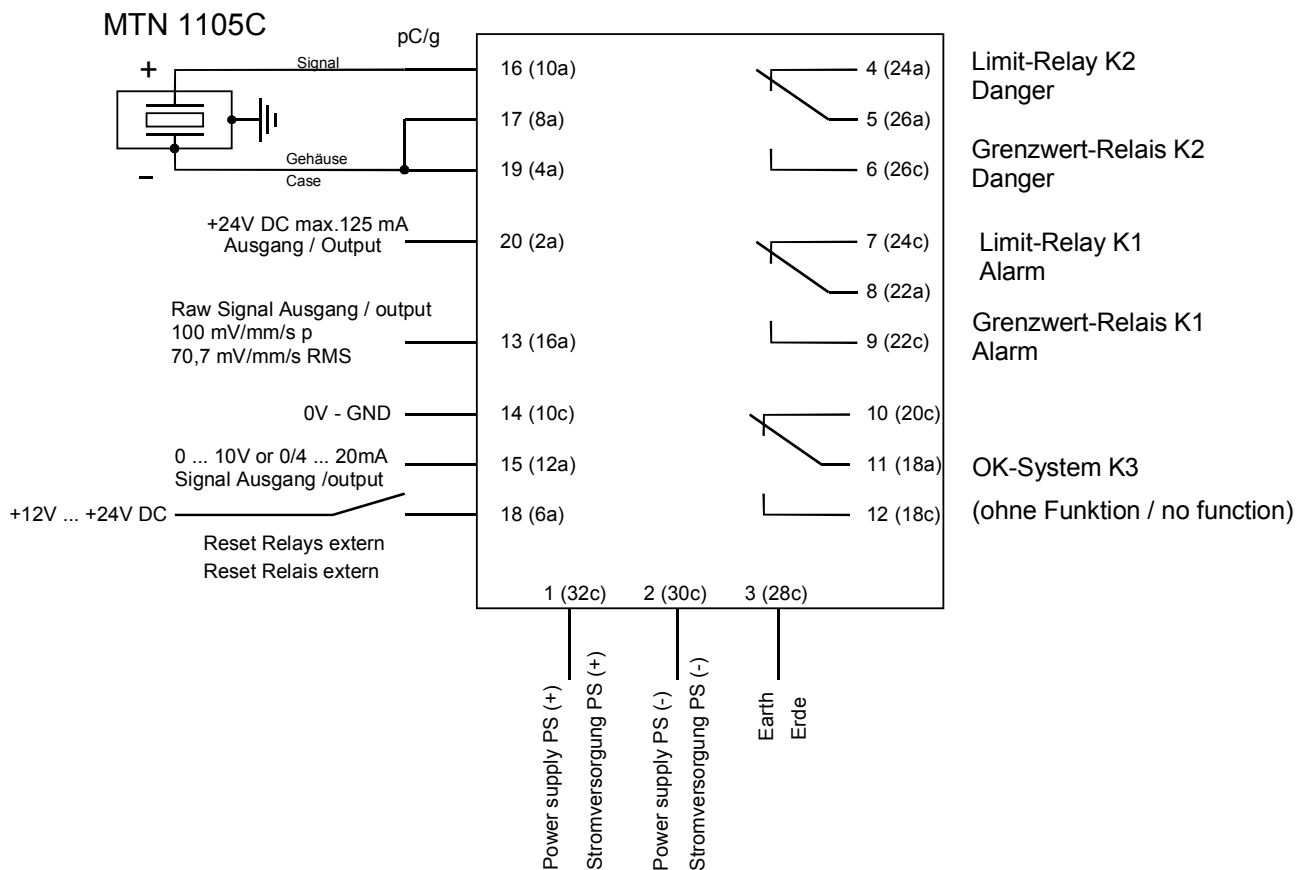 MTN 1105C
pC/g
+
Signal
Gehäuse
Case
−
+24V DC max.125 mA
Ausgang / Output
Raw Signal Ausgang / output
100 mV/mm/s p
70,7 mV/mm/s RMS
0V - GND
0 ... 10V or 0/4 ... 20mA
Signal Ausgang /output
+12V ... +24V DC
Reset Relays extern
Reset Relais extern
16 (10a)
17 (8a)
19 (4a)
20 (2a)
13 (16a)
14 (10c)
15 (12a)
18 (6a)
4 (24a)
5 (26a)
6 (26c)
7 (24c)
8 (22a)
9 (22c)
10 (20c)
11 (18a)
12 (18c)
Limit-Relay K2
Danger
Grenzwert-Relais K2
Danger
Limit-Relay K1
Alarm
Grenzwert-Relais K1
Alarm
OK-System K3
(ohne Funktion / no function)
1 (32c)
2 (30c)
3 (28c)
Power supply PS (+)
Stromversorgung PS (+)
Power supply PS (-)
Stromversorgung PS (-)
Earth
Erde